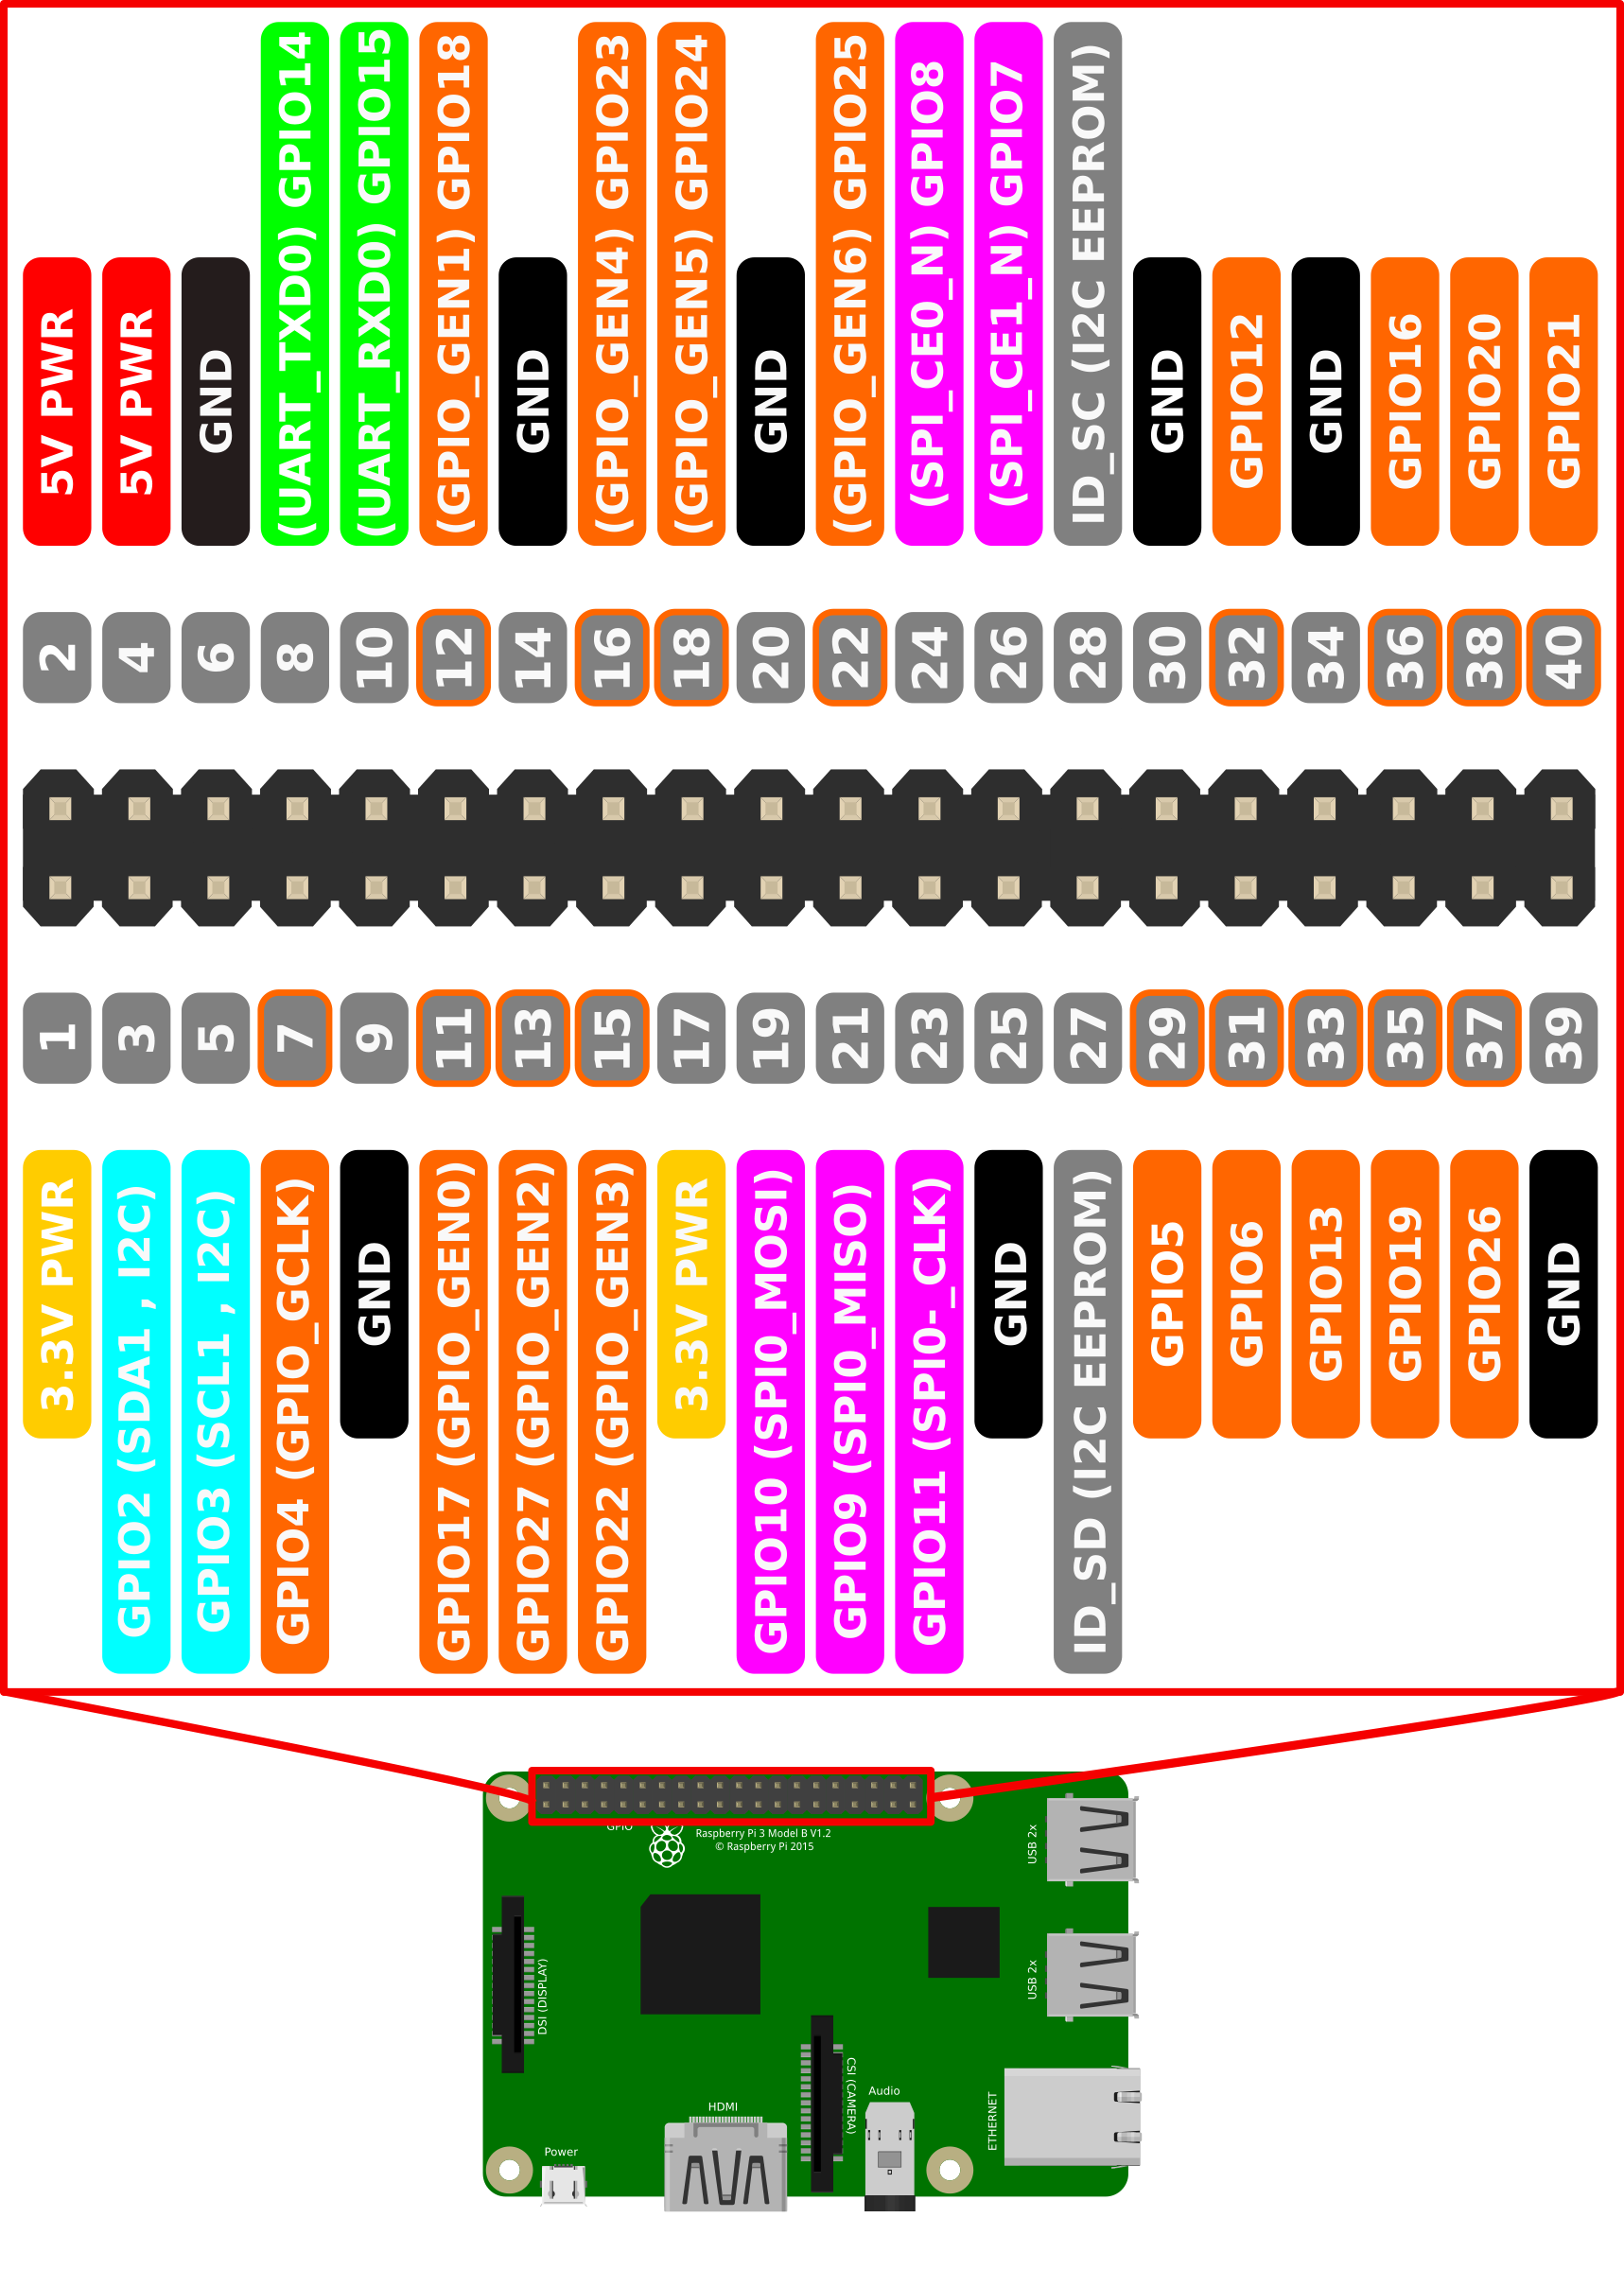 5V PWR
5V PWR
GND
(UART_TXD0) GPIO14
(UART_RXD0) GPIO15
(GPIO_GEN1) GPIO18
GND
(GPIO_GEN4) GPIO23
(GPIO_GEN5) GPIO24
GND
(GPIO_GEN6) GPIO25
(SPI_CE0_N) GPIO8
(SPI_CE1_N) GPIO7
ID_SC (I2C EEPROM)
GND
GPIO12
GND
GPIO16
GPIO20
GPIO21
2
4
6
8
10
12
14
16
18
20
22
24
26
28
30
32
34
36
38
40
1
3
5
7
9
11
13
15
17
19
21
23
25
27
29
31
33
35
37
39
3.3V PWR
GPIO2 (SDA1 , I2C)
GPIO3 (SCL1 , I2C)
GPIO4 (GPIO_GCLK)
GND
GPIO17 (GPIO_GEN0)
GPIO27 (GPIO_GEN2)
GPIO22 (GPIO_GEN3)
3.3V PWR
GPIO10 (SPI0_MOSI)
GPIO9 (SPI0_MISO)
GPIO11 (SPI0-_CLK)
GND
ID_SD (I2C EEPROM)
GPIO5
GPIO6
GPIO13
GPIO19
GPIO26
GND
GPIO
Raspberry Pi 3 Model B V1.2
© Raspberry Pi 2015
USB 2x
USB 2x
DSI (DISPLAY)
CSI (CAMERA)
Audio
ETHERNET
HDMI
Power